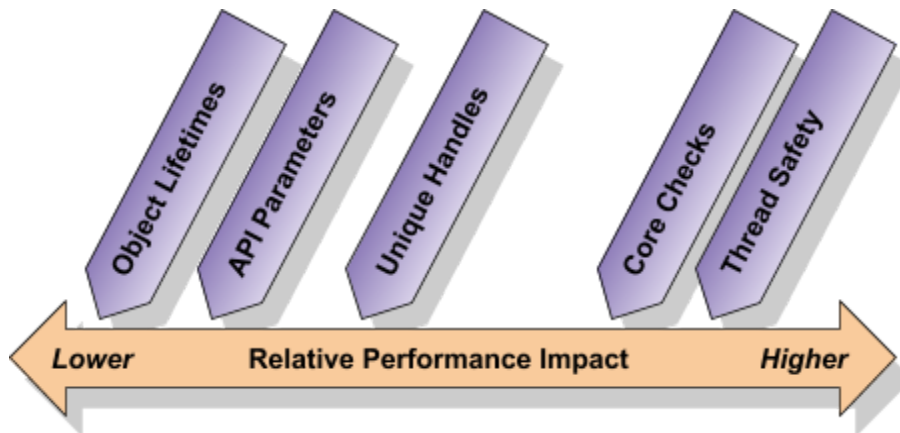 Object Lifetimes
API Parameters
Unique Handles
Core Checks
Thread Safety
Lower
Relative Performance Impact
Higher